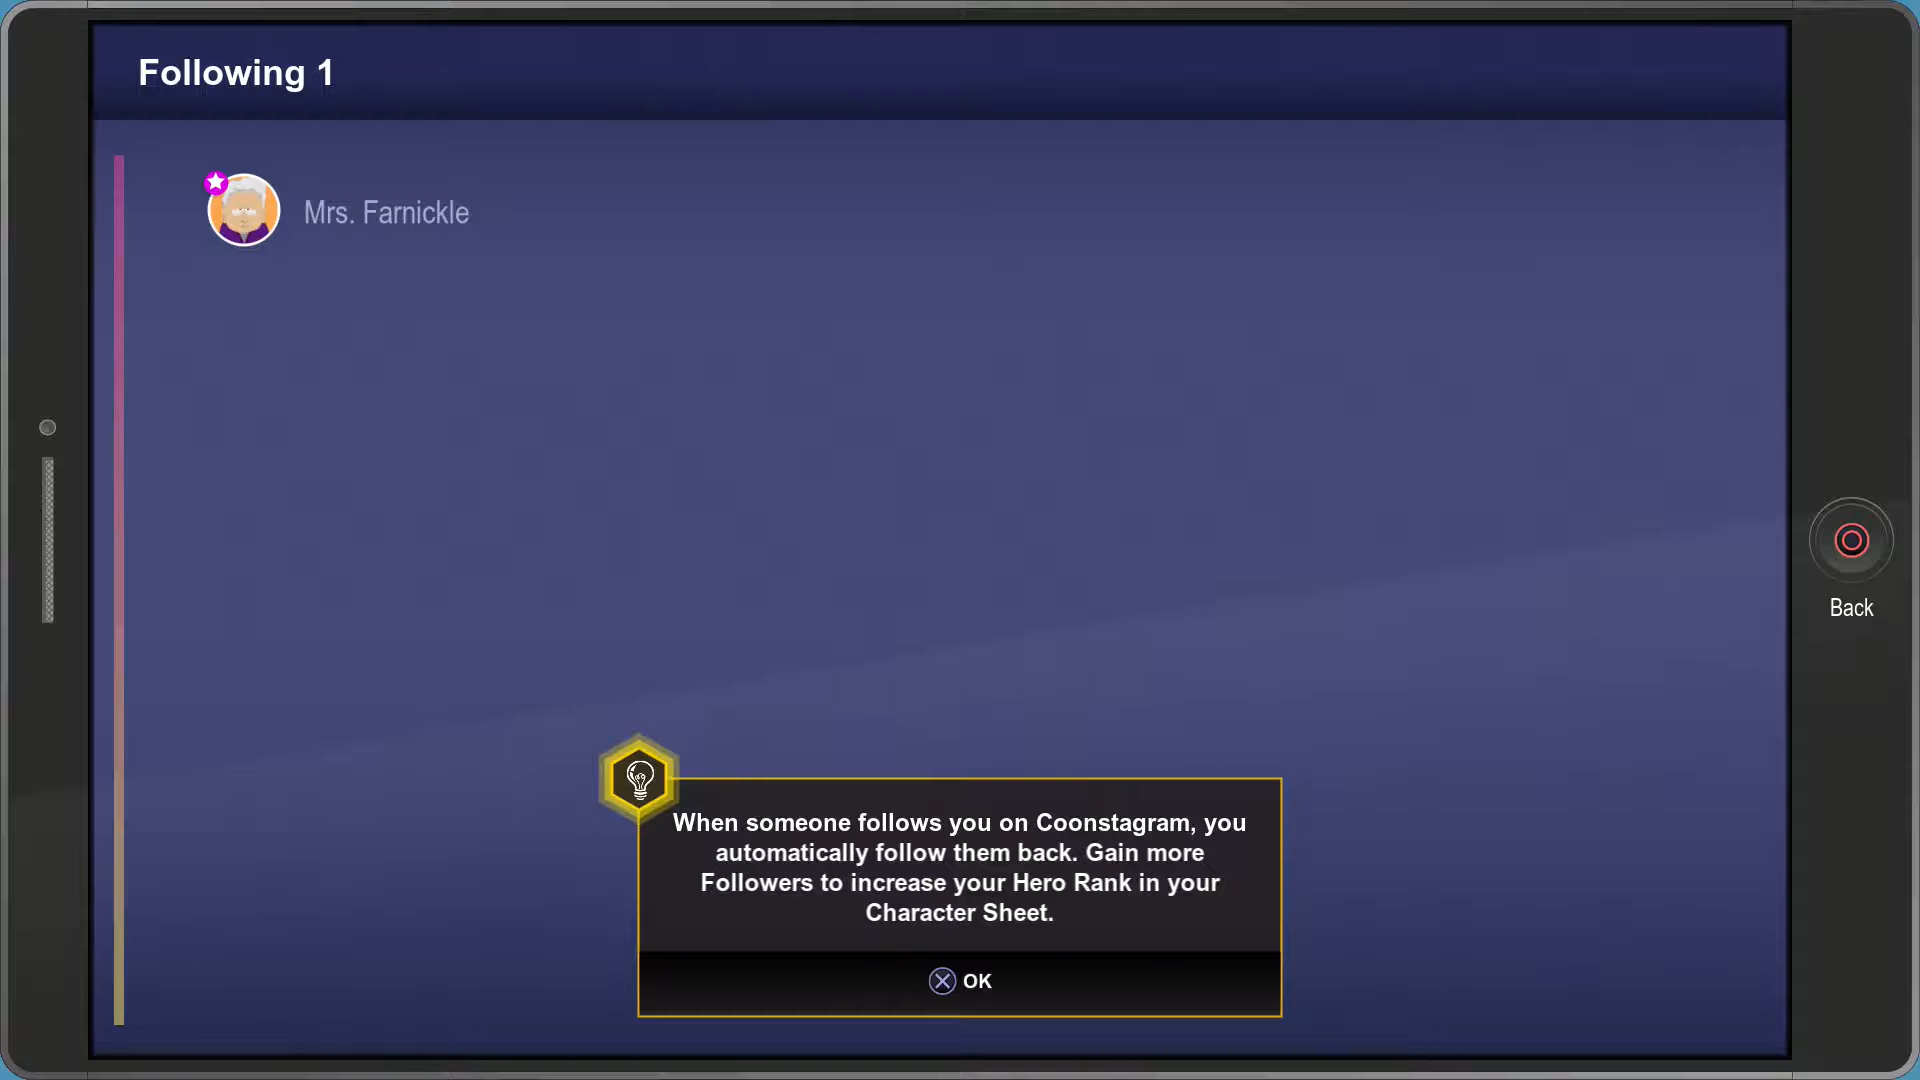 Following 1
Mrs. Farnickle
Back
When someone follows you on Coonstagram, you
automatically follow them back. Gain more
Followers to increase your Hero Rank in your
Character Sheet.
OK